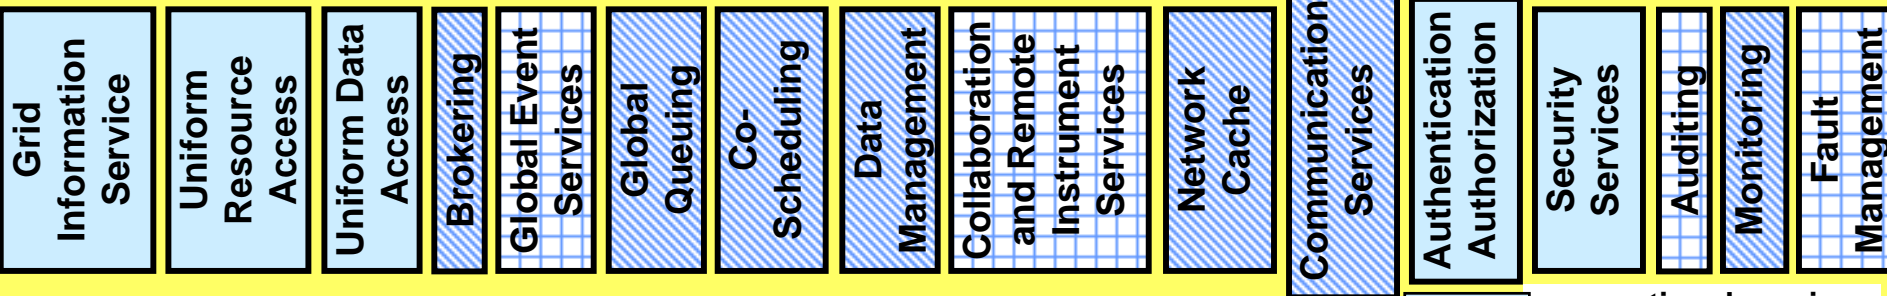 Grid
Information
Service
Uniform
Resource
Access
Uniform Data
Access
Brokering
Global Event
Services
Global
Queuing
Co-
Scheduling
Data
Management
Collaboration
and Remote
Instrument
Services
Network
Cache
Communication
Services
Authentication
Authorization
Security
Services
Auditing
Monitoring
Fault
Management